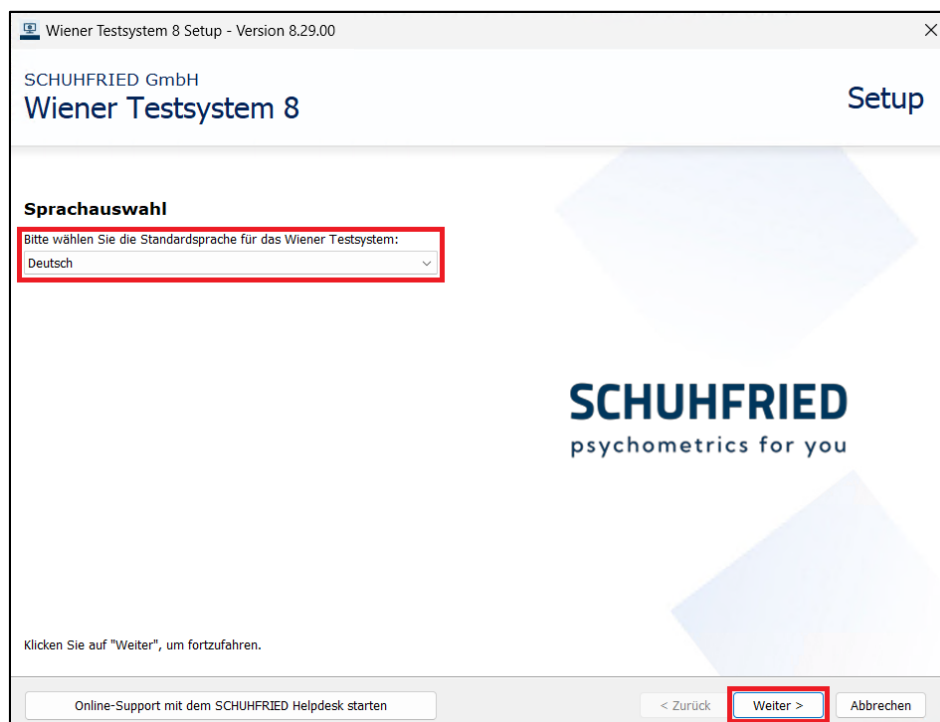 Wiener Testsystem 8 Setup - Version 8.29.00
SCHUHFRIED GmbH
Wiener Testsystem 8
Setup
Sprachauswahl
Bitte wählen Sie die Standardsprache für das Wiener Testsystem:
Deutsch
SCHUHFRIED
psychometrics for you
Klicken Sie auf "Weiter", um fortzufahren.
Online-Support mit dem SCHUHFRIED Helpdesk starten
< Zurück
Weiter >
Abbrechen